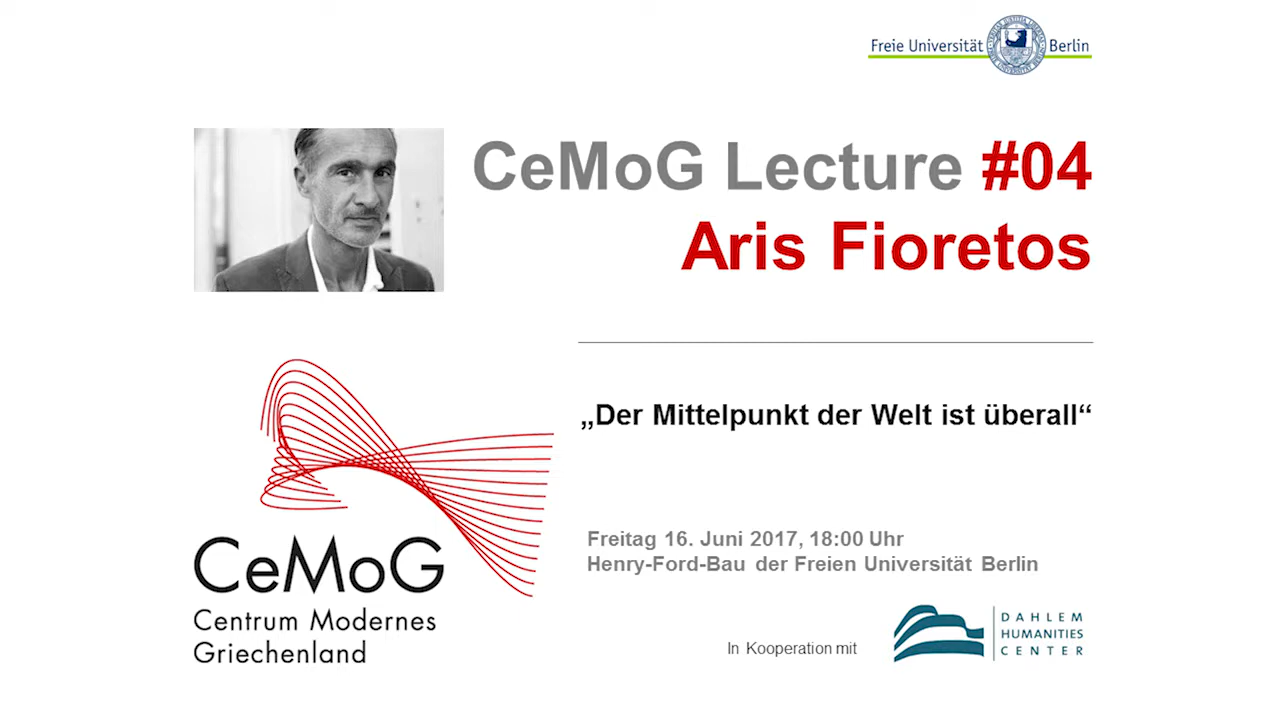 Freie Universität Berlin
CeMoG Lecture #04
Aris Fioretos
„Der Mittelpunkt der Welt ist überall“
CeMoG
Centrum Modernes
Griechenland
Freitag 16. Juni 2017, 18:00 Uhr
Henry-Ford-Bau der Freien Universität Berlin
In Kooperation mit
DAHLEM
HUMANITIES
CENTER